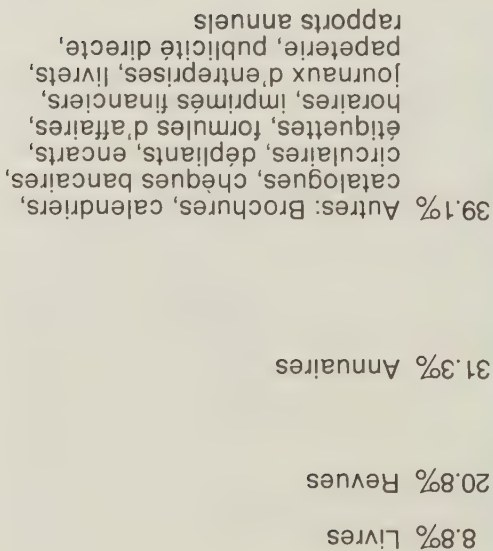 8.8% Livres
20.8% Revues
31.3% Annuaires
39.1% Autres: Brochures, calendriers,
catalogues, chèques bancaires,
circulaires, dépliants, encarts,
étiquettes, formules d'affaires,
horaires, imprimés financiers,
journaux d'entreprises, livrets,
papeterie, publicité directe,
rapports annuels